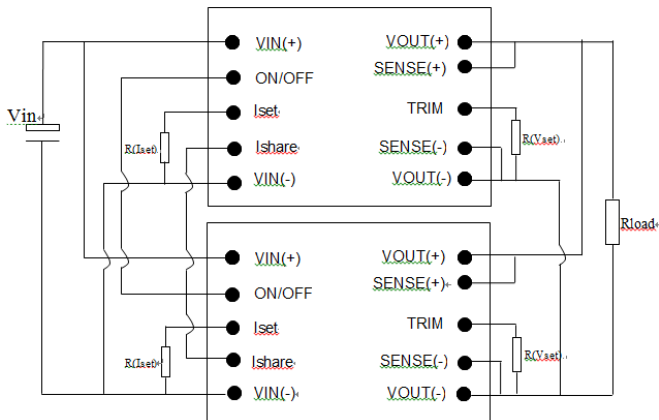 VIN(+)
VOUT(+)
SENSE(+)
ON/OFF
Vin
Iset
TRIM
R(Iset)
R(Vset)
Ishare
SENSE(-)
VIN(-)
VOUT(-)
Rload
VIN(+)
VOUT(+)
SENSE(+)
ON/OFF
Iset
TRIM
R(Iset)
R(Vset)
Ishare
SENSE(-)
VIN(-)
VOUT(-)